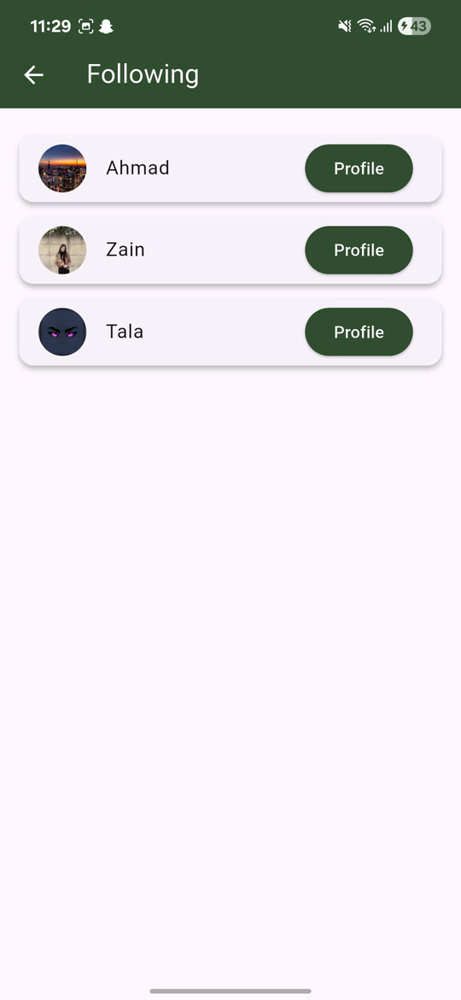 11:29 43
Following
Ahmad Profile
Zain Profile
Tala Profile